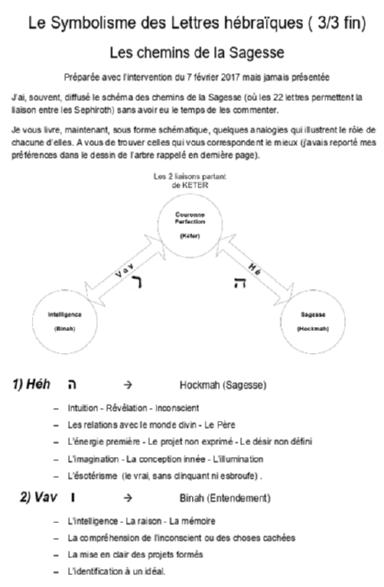 Le Symbolisme des Lettres hébraïques ( 3/3 fin)
Les chemins de la Sagesse
Préparée avec l'intervention du 7 février 2017 mais jamais présentée
J'ai, souvent, diffusé le schéma des chemins de la Sagesse (où les 22 lettres permettent la
liaison entre les Sephiroth) sans avoir eu le temps de les commenter.
Je vous livre, maintenant, sous forme schématique, quelques analogies qui illustrent le rôle de
chacune d'elles. A vous de trouver celles qui vous correspondent le mieux (j'avais reporté mes
préférences dans le dessin de l'arbre rappelé en dernière page).
Les 2 liaisons partant
de KETER
Couronne
Perfection
(Kéter)
Vav
ר
Hé
ה
Intelligence
(Binah)
Sagesse
(Hockmah)
1) Héh ה → Hockmah (Sagesse)
– Intuition - Révélation - Inconscient
– Les relations avec le monde divin - Le Père
– L'énergie première - Le projet non exprimé - Le désir non défini
– L'imagination - La conception innée - L'illumination
– L'ésotérisme (le vrai, sans clinquant ni esbroufe) .
2) Vav ו → Binah (Entendement)
– L'intelligence - La raison - La mémoire
– La compréhension de l'inconscient ou des choses cachées
– La mise en clair des projets formés
– L'identification à un idéal.